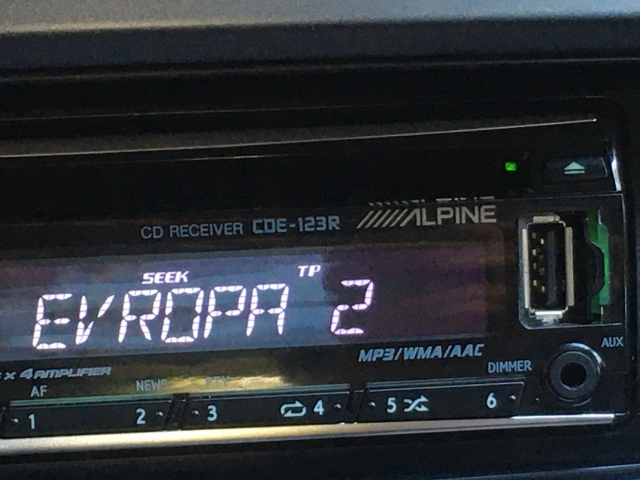 ALPINE
CD RECEIVER CDE-123R
SEEK TP
EVROPA 2
MP3/WMA/AAC
x 4 AMPLIFIER
DIMMER
AUX
AF NEWS
1 2 3 4 5 6